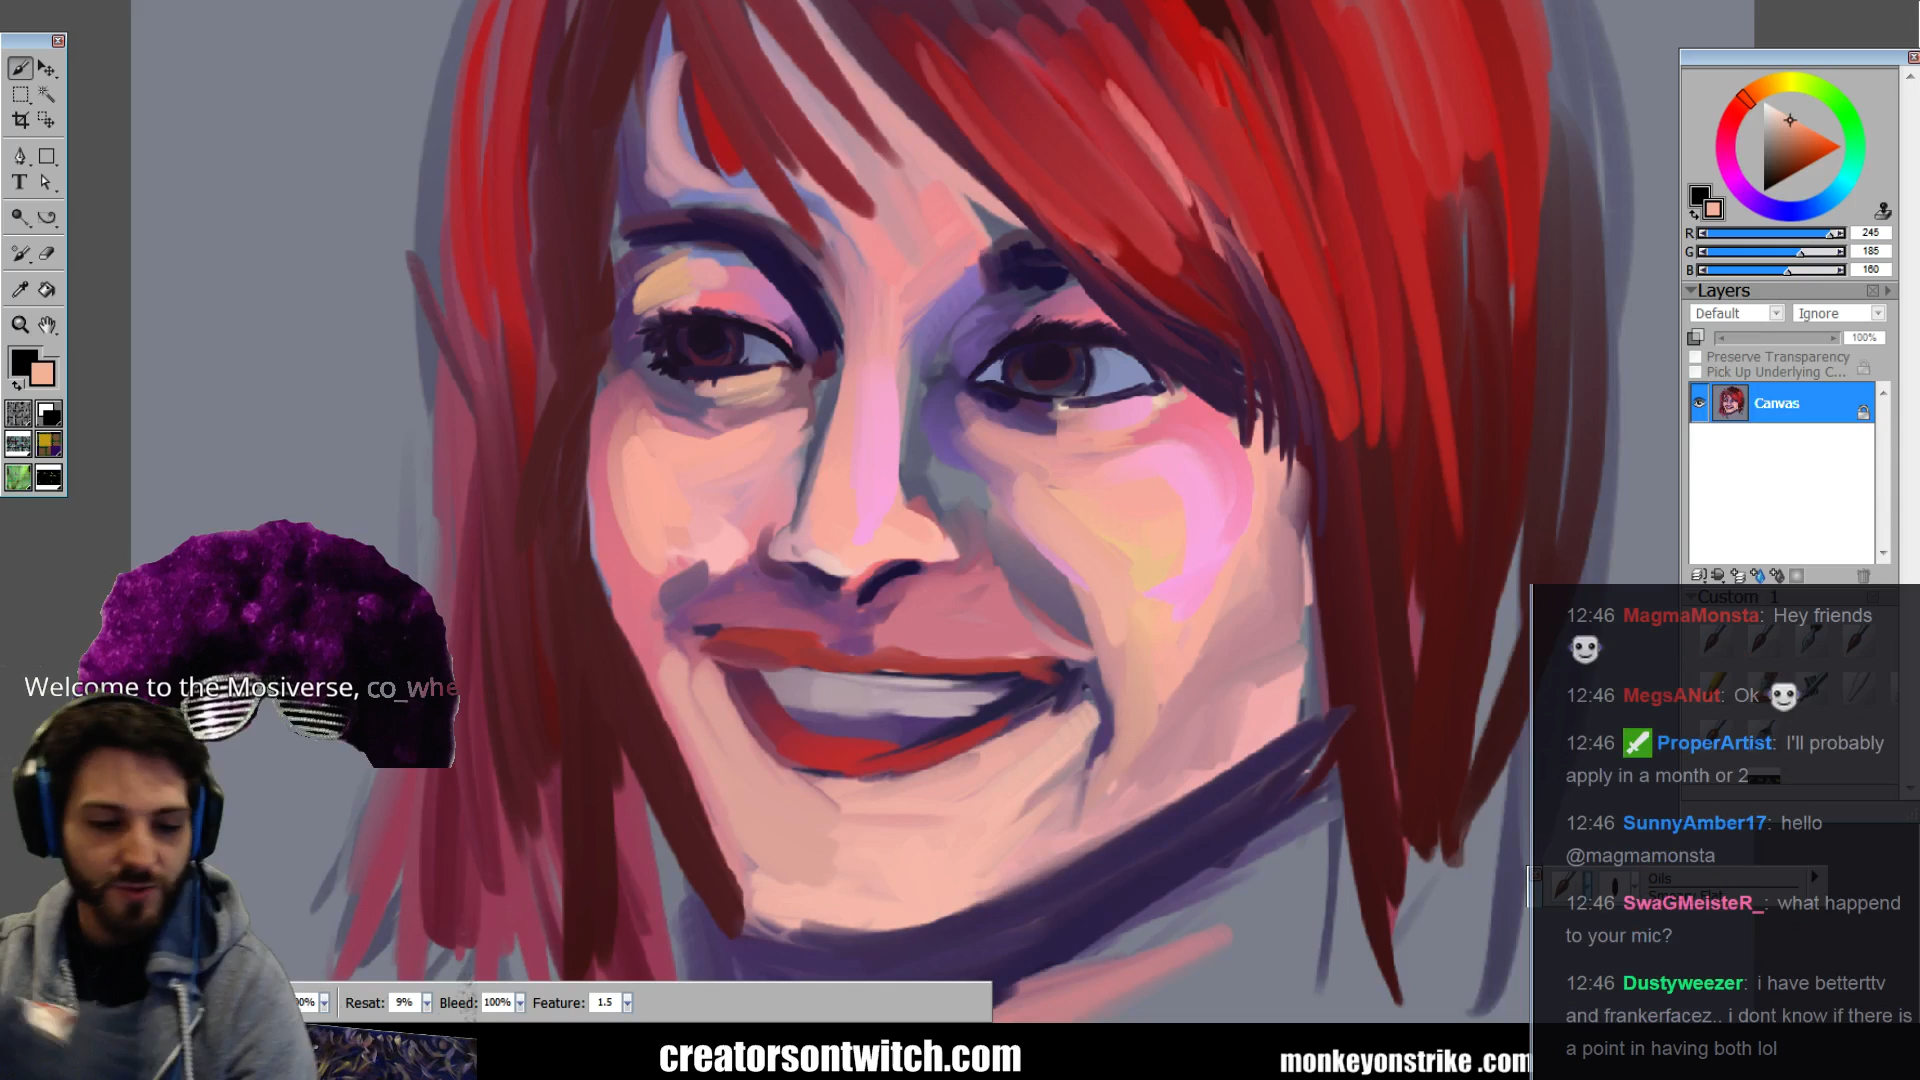 R 245
G 185
B 160
Layers
Default Ignore
100%
Preserve Transparency
Pick Up Underlying C...
Canvas
Custom 1
12:46 MagmaMonsta: Hey friends
12:46 MegsANut: Ok
12:46 ProperArtist: I'll probably
apply in a month or 2
12:46 SunnyAmber17: hello
@magmamonsta
Oils
12:46 SwaGMeisteR_: what happend
to your mic?
12:46 Dustyweezer: i have betterttv
and frankerfacez.. i dont know if there is
a point in having both lol
T
Welcome to the Mosiverse, co_whe
Resat: 9% Bleed: 100% Feature: 1.5
creatorsontwitch.com
monkeyonstrike .com